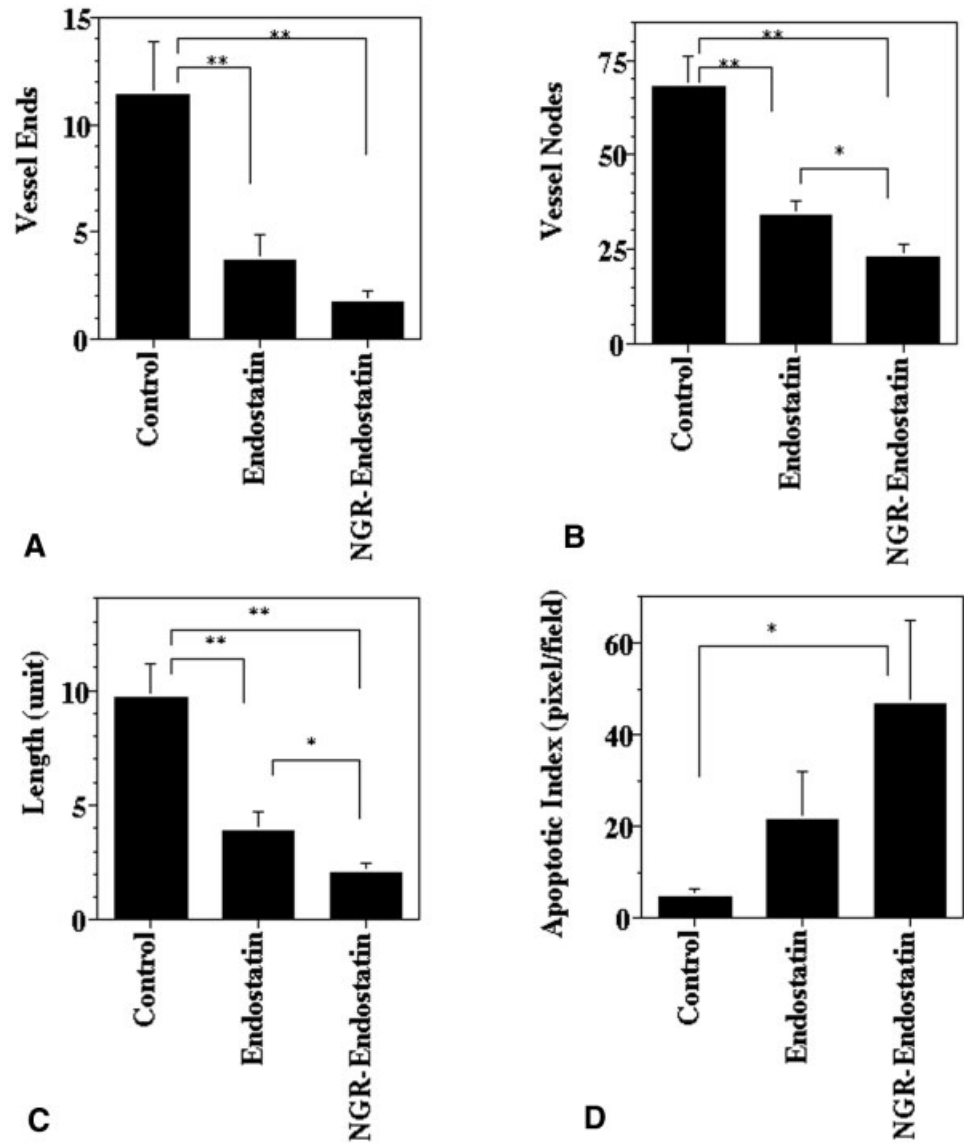 15
10
5
0
Vessel Ends
**
**
Control
Endostatin
NGR-Endostatin
A
75
50
25
0
Vessel Nodes
**
**
*
Control
Endostatin
NGR-Endostatin
B
10
5
0
Length (unit)
**
**
*
Control
Endostatin
NGR-Endostatin
C
60
40
20
0
Apoptotic Index (pixel/field)
*
Control
Endostatin
NGR-Endostatin
D